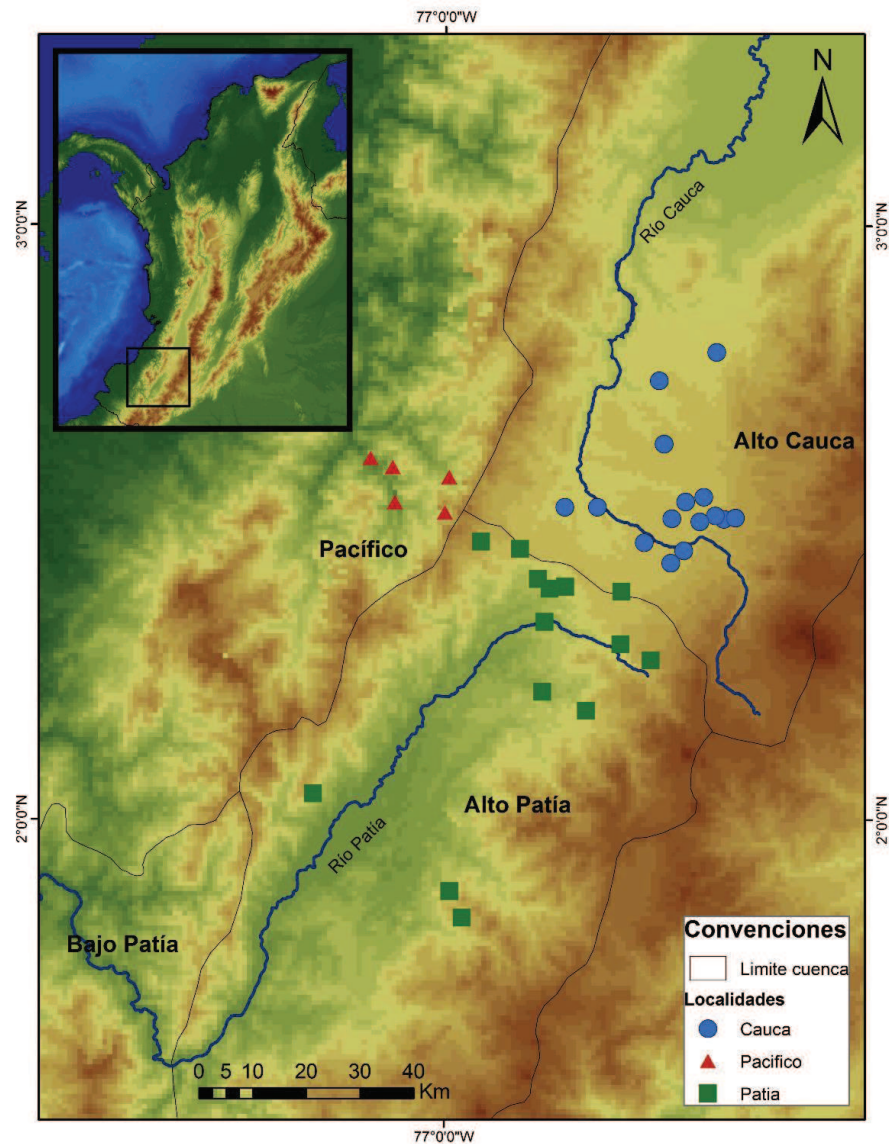 77°0'0"W
N
3°0'0"N
3°0'0"N
Río Cauca
Alto Cauca
Pacífico
2°0'0"N
2°0'0"N
Alto Patía
Río Patía
Bajo Patía
Convenciones
Limite cuenca
Localidades
Cauca
Pacifico
Patia
0 5 10 20 30 40
Km
77°0'0"W